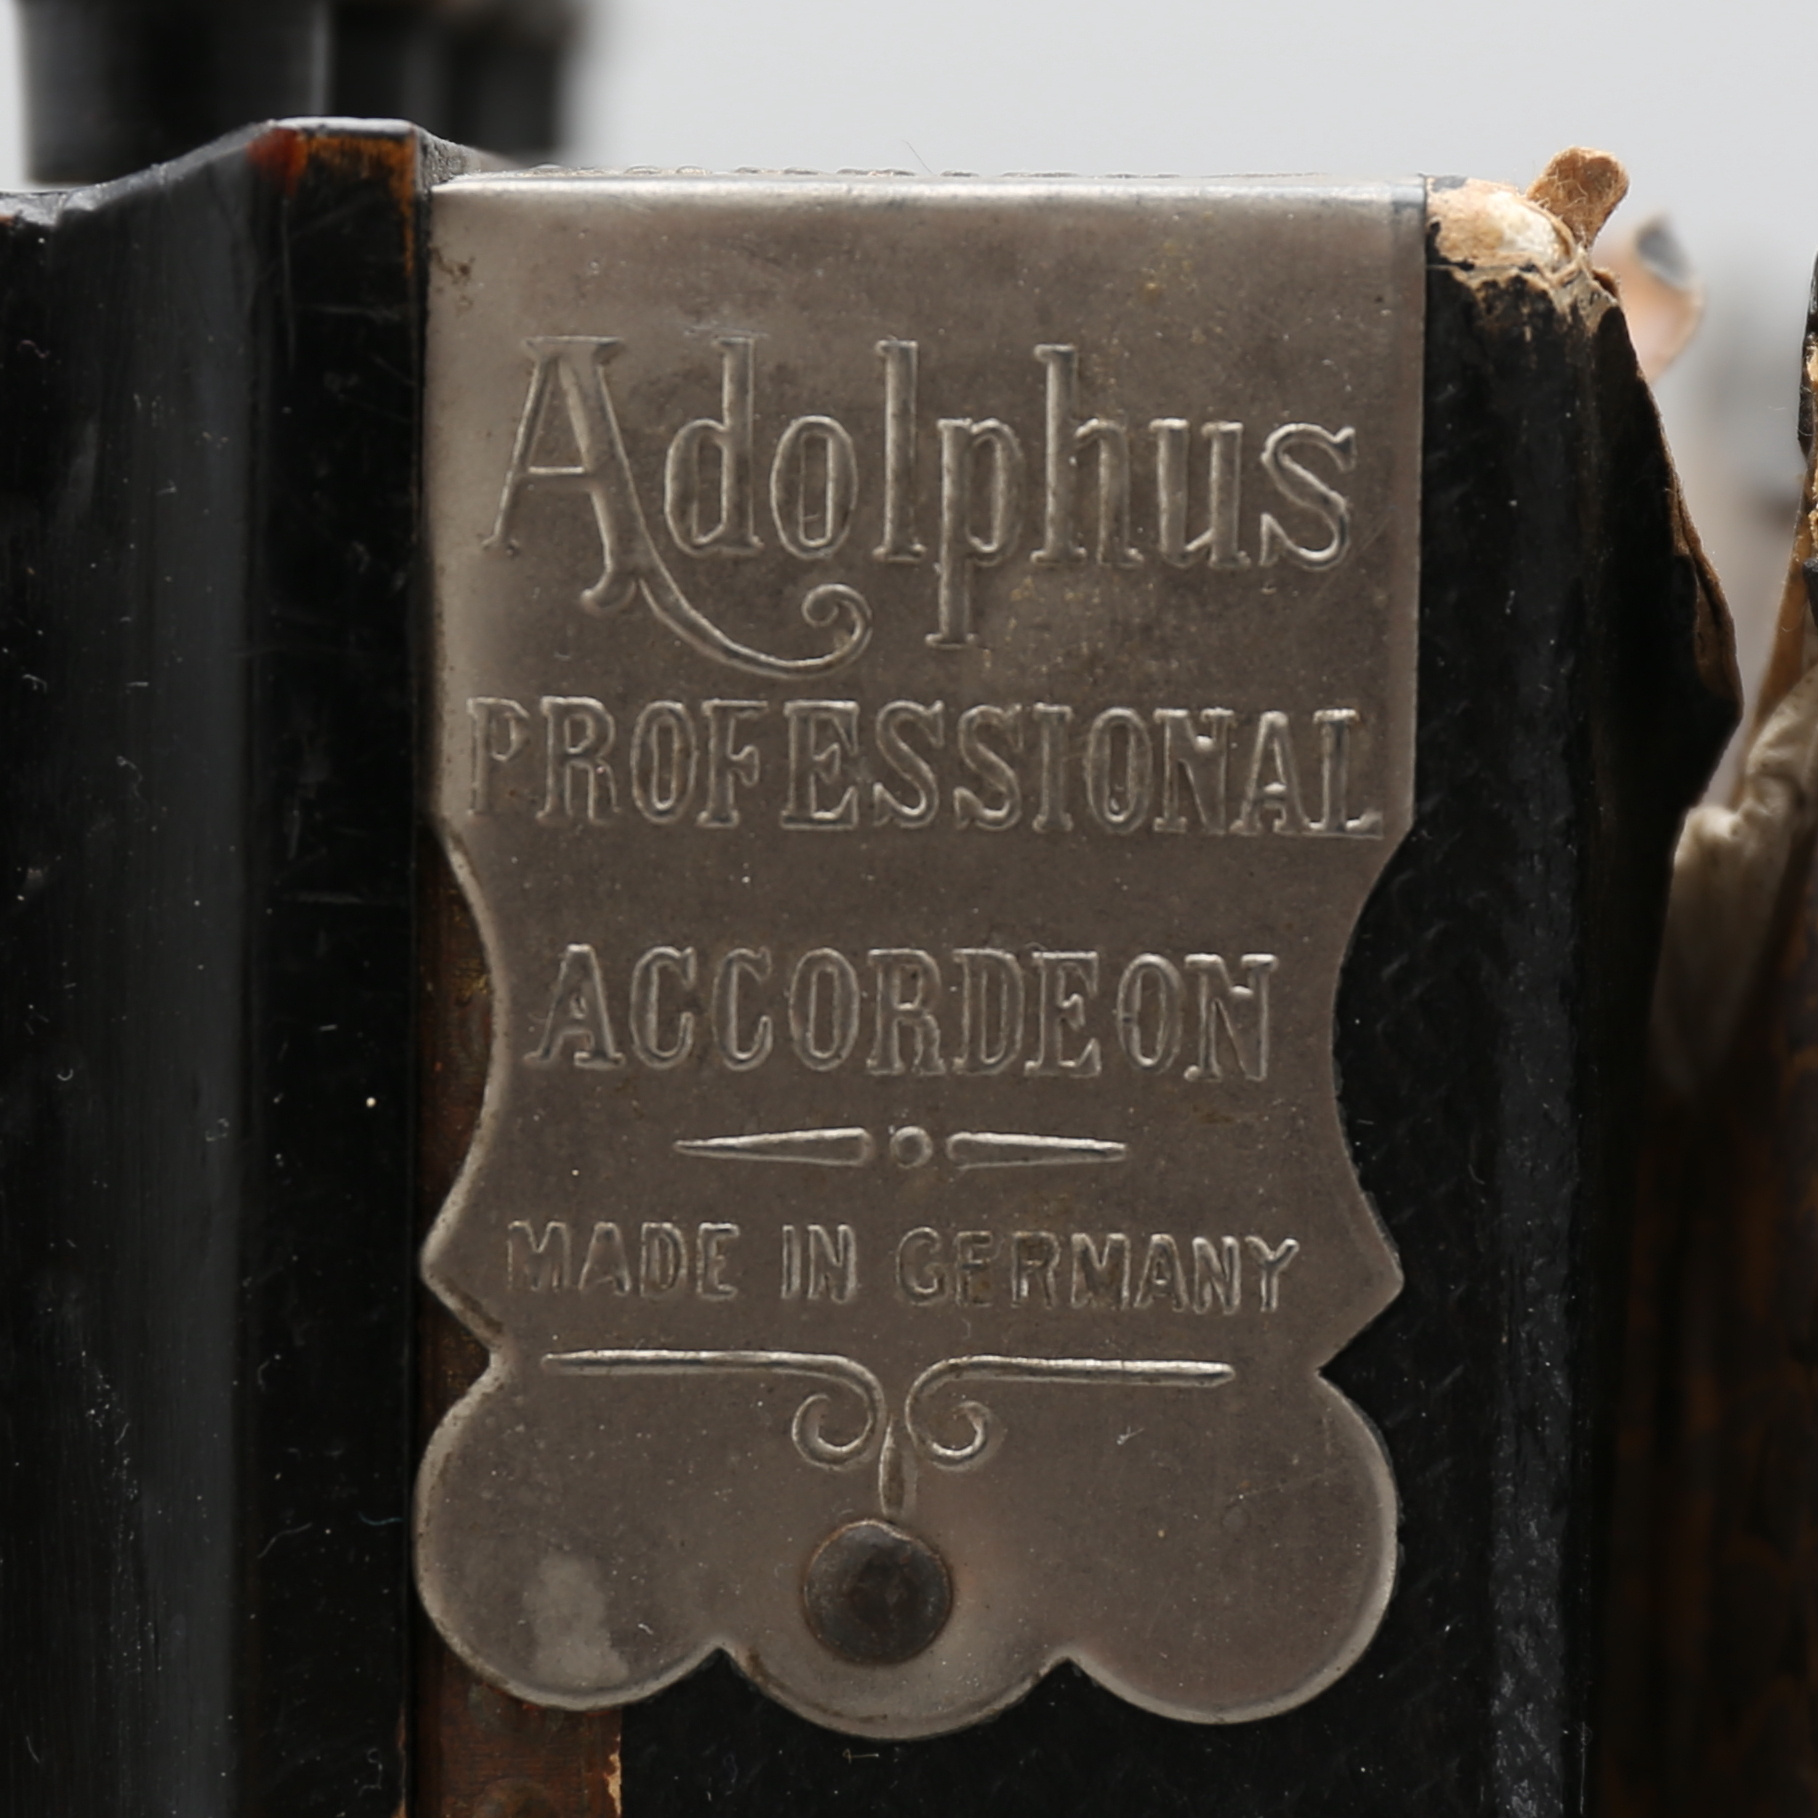 Adolphus
PROFESSIONAL
ACCORDEON
MADE IN GERMANY